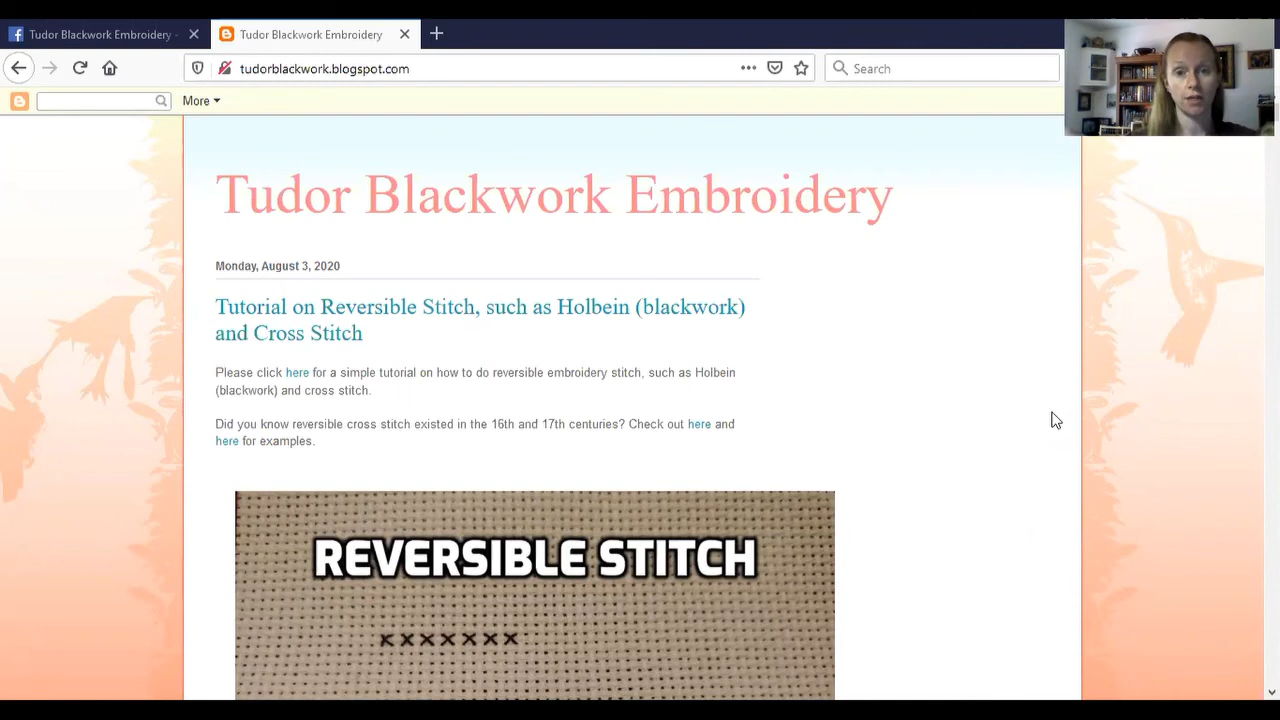 Tudor Blackwork Embroidery -
Tudor Blackwork Embroidery
tudorblackwork.blogspot.com
Search
More
Tudor Blackwork Embroidery
Monday, August 3, 2020
Tutorial on Reversible Stitch, such as Holbein (blackwork)
and Cross Stitch
Please click here for a simple tutorial on how to do reversible embroidery stitch, such as Holbein
(blackwork) and cross stitch.
Did you know reversible cross stitch existed in the 16th and 17th centuries? Check out here and
here for examples.
REVERSIBLE STITCH